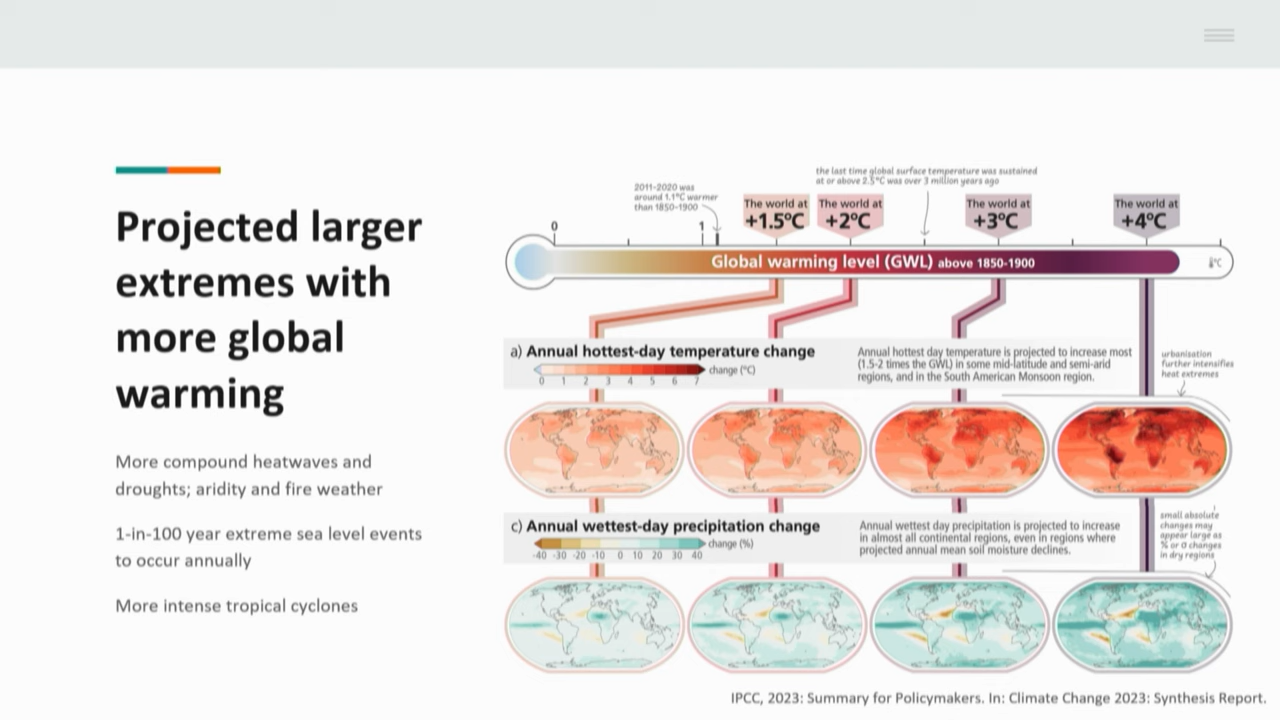 Projected larger
extremes with
more global
warming
More compound heatwaves and
droughts; aridity and fire weather
1-in-100 year extreme sea level events
to occur annually
More intense tropical cyclones
the last time global surface temperature was sustained
at or above 2.5°C was over 3 million years ago
2011-2020 was
around 1.1°C warmer
than 1850-1900
The world at
+1.5°C
The world at
+2°C
The world at
+3°C
The world at
+4°C
0
1
Global warming level (GWL) above 1850-1900
°C
a) Annual hottest-day temperature change
change (°C)
0 1 2 3 4 5 6 7
Annual hottest day temperature is projected to increase most
(1.5-2 times the GWL) in some mid-latitude and semi-arid
regions, and in the South American Monsoon region.
urbanisation
further intensifies
heat extremes
c) Annual wettest-day precipitation change
change (%)
-40 -30 -20 -10 0 10 20 30 40
Annual wettest day precipitation is projected to increase
in almost all continental regions, even in regions where
projected annual mean soil moisture declines.
small absolute
changes may
appear large as
% or σ changes
in dry regions
IPCC, 2023: Summary for Policymakers. In: Climate Change 2023: Synthesis Report.